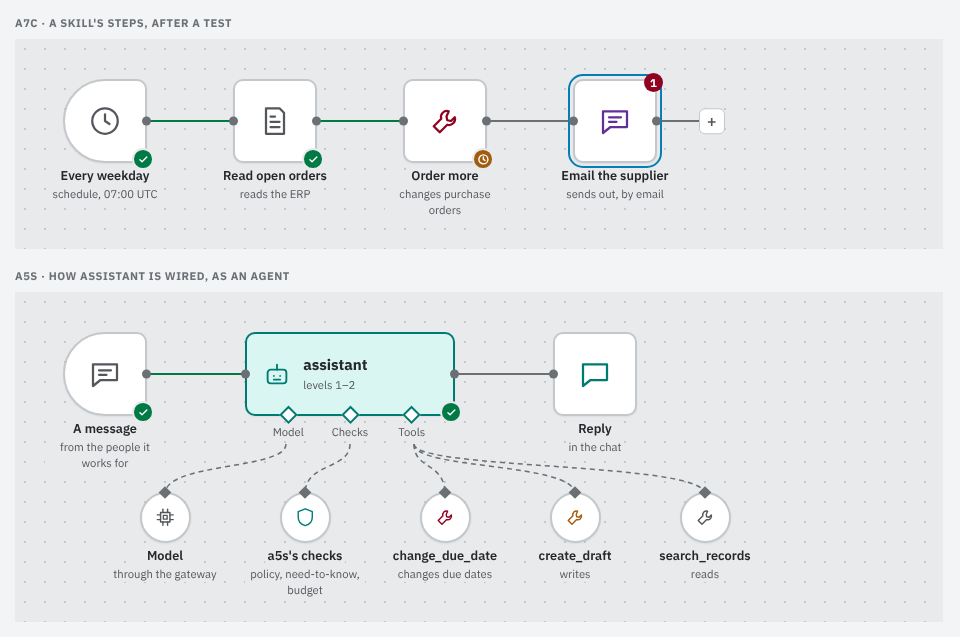 A7C · A SKILL'S STEPS, AFTER A TEST
1
Every weekday
schedule, 07:00 UTC
Read open orders
reads the ERP
Order more
changes purchase
orders
Email the supplier
sends out, by email
+
A5S · HOW ASSISTANT IS WIRED, AS AN AGENT
assistant
levels 1–2
Model
Checks
Tools
A message
from the people it
works for
Reply
in the chat
Model
through the gateway
a5s's checks
policy, need-to-know,
budget
change_due_date
changes due dates
create_draft
writes
search_records
reads